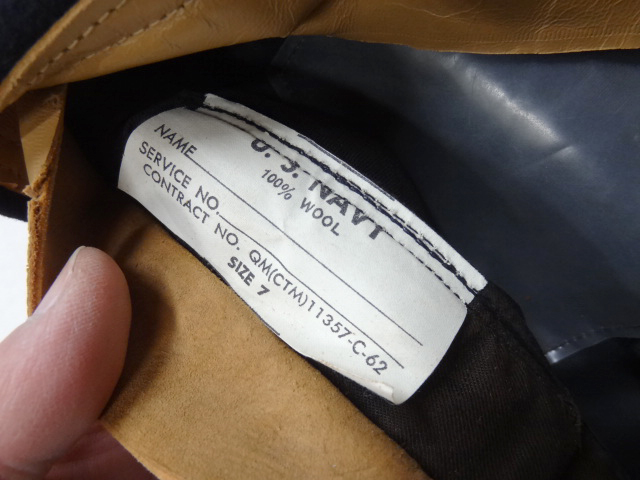 U. S. NAVY
100% WOOL
NAME
SERVICE NO.
CONTRACT NO. QM(CTM)11357-C-62
SIZE 7